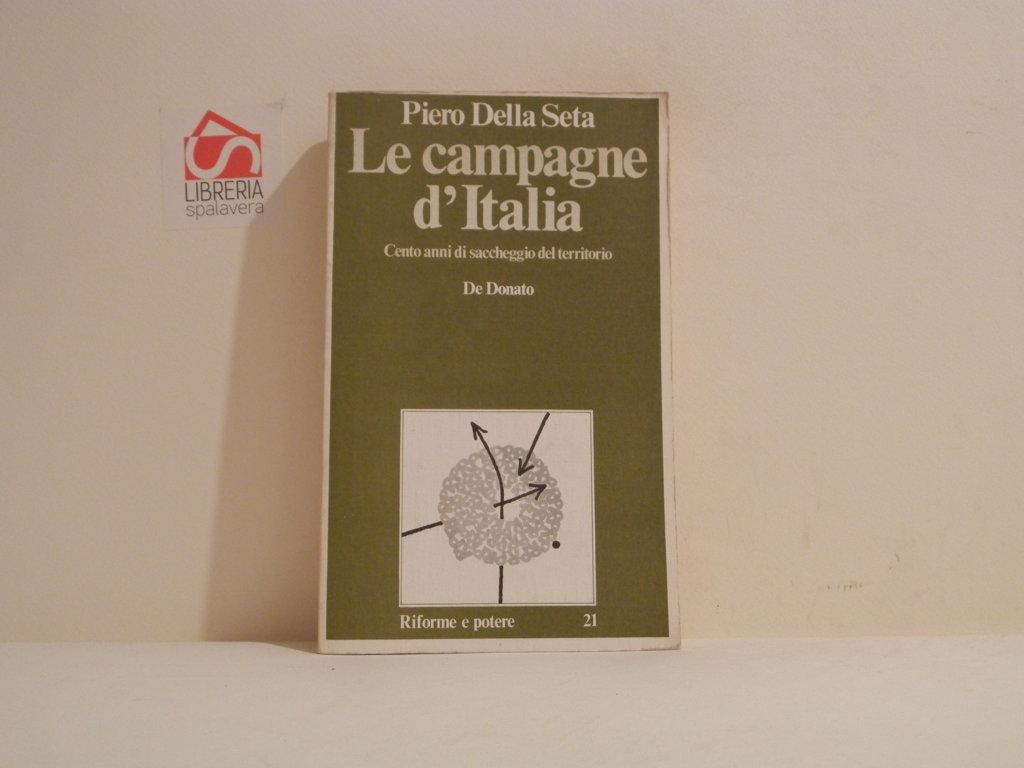 LIBRERIA
spalavera
Piero Della Seta
Le campagne
d'Italia
Cento anni di saccheggio del territorio
De Donato
Riforme e potere 21